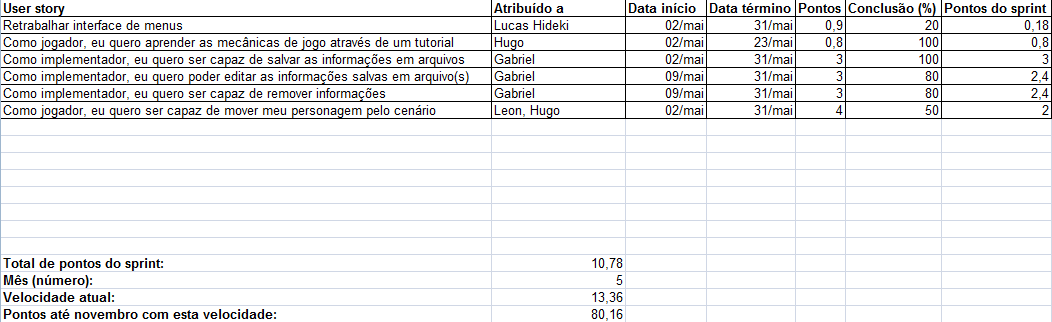 User story Atribuído a Data início Data término Pontos Conclusão (%) Pontos do sprint
Retrabalhar interface de menus Lucas Hideki 02/mai 31/mai 0,9 20 0,18
Como jogador, eu quero aprender as mecânicas de jogo através de um tutorial Hugo 02/mai 23/mai 0,8 100 0,8
Como implementador, eu quero ser capaz de salvar as informações em arquivos Gabriel 02/mai 31/mai 3 100 3
Como implementador, eu quero poder editar as informações salvas em arquivo(s) Gabriel 09/mai 31/mai 3 80 2,4
Como implementador, eu quero ser capaz de remover informações Gabriel 09/mai 31/mai 3 80 2,4
Como jogador, eu quero ser capaz de mover meu personagem pelo cenário Leon, Hugo 02/mai 31/mai 4 50 2
Total de pontos do sprint: 10,78
Mês (número): 5
Velocidade atual: 13,36
Pontos até novembro com esta velocidade: 80,16